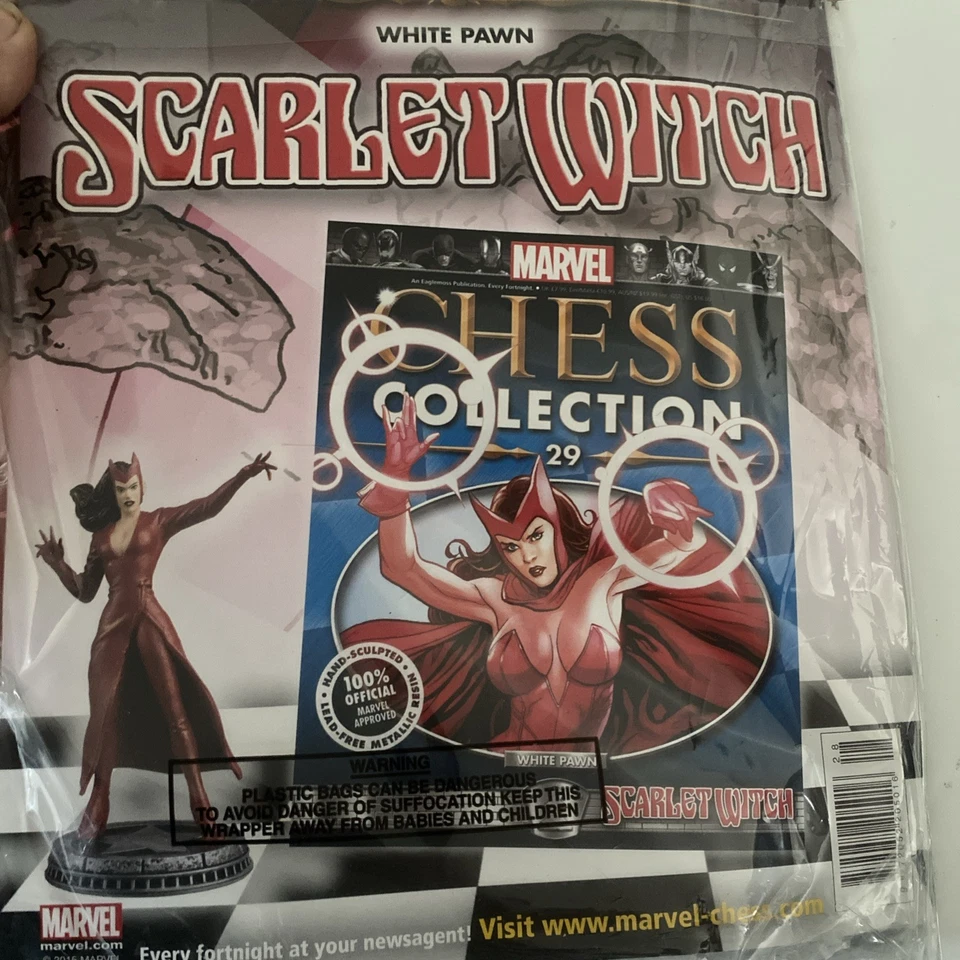 WHITE PAWN
SCARLET WITCH
MARVEL
An Eaglemoss Publication. Every Fortnight.
CHESS
COLLECTION
29
HAND-SCULPTED
100%
OFFICIAL
MARVEL
APPROVED
LEAD-FREE METALLIC RESIN
WHITE PAWN
SCARLET WITCH
WARNING
PLASTIC BAGS CAN BE DANGEROUS
TO AVOID DANGER OF SUFFOCATION KEEP THIS
WRAPPER AWAY FROM BABIES AND CHILDREN
28
MARVEL
marvel.com
© 2015 MARVEL
Every fortnight at your newsagent! Visit www.marvel-chess.com